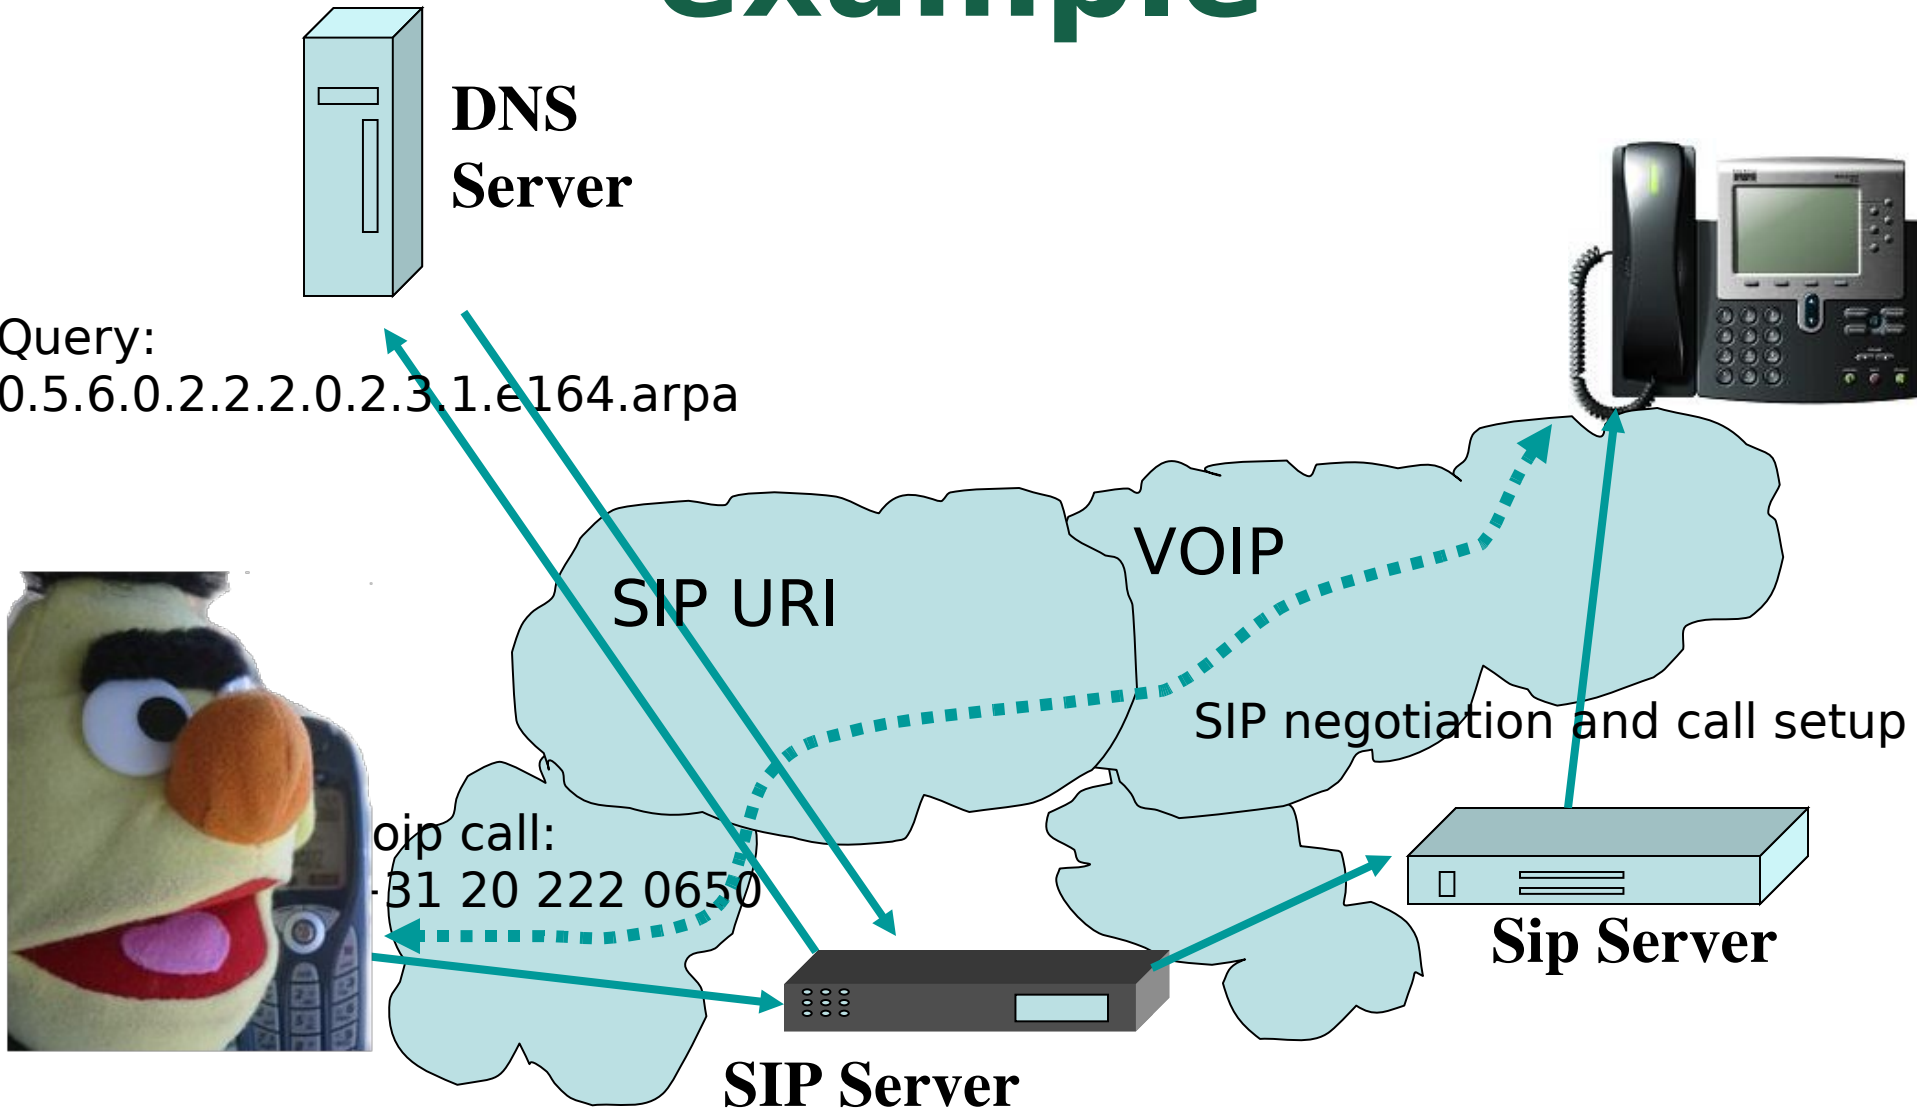 example
DNS
Server
Query:
0.5.6.0.2.2.2.0.2.3.1.e164.arpa
VOIP
SIP URI
SIP negotiation and call setup
oip call:
31 20 222 0650
Sip Server
SIP Server